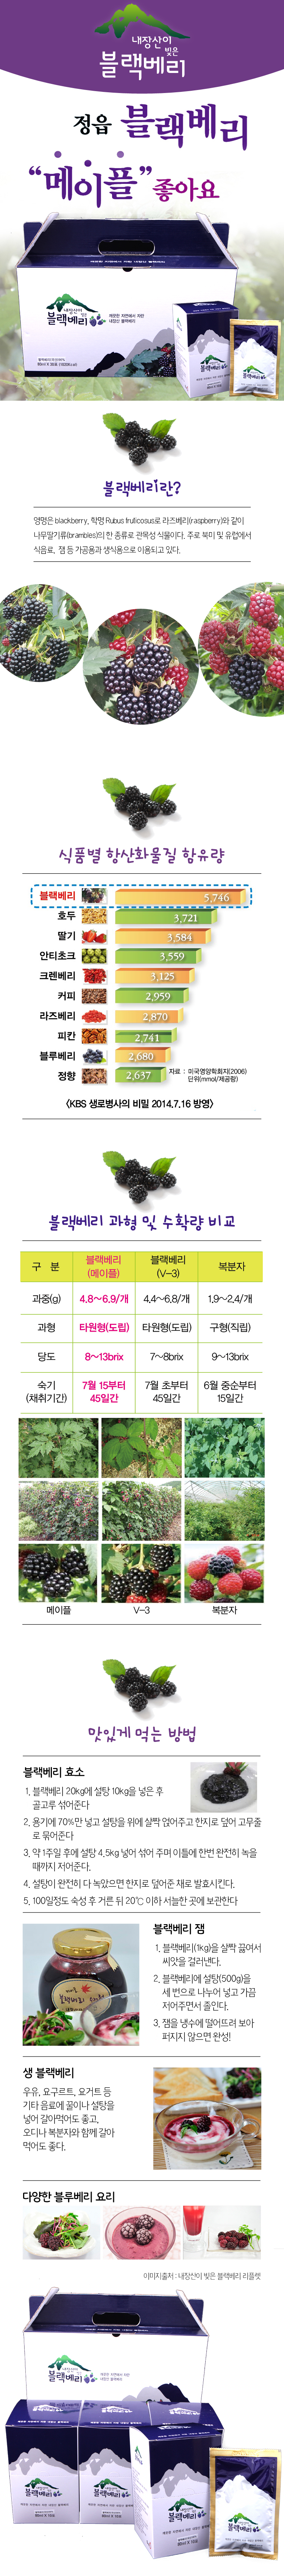 내장산이 빚은
블랙베리
정읍 블랙베리
“메이플” 좋아요
내장산이 빚은
블랙베리
블랙베리란?
영명은 blackberry, 학명 Rubus fruticosus로 라즈베리(raspberry)와 같이
나무딸기류(brambles)의 한 종류로 관목성 식물이다. 주로 북미 및 유럽에서
식음료, 잼 등 가공용과 생식용으로 이용되고 있다.
식품별 항산화물질 함유량
블랙베리 5,746
호두 3,721
딸기 3,584
안티초크 3,559
크렌베리 3,125
커피 2,959
라즈베리 2,870
피칸 2,741
블루베리 2,680
정향 2,637
자료 : 미국영양학회지(2006)
단위(mmol/제공량)
<KBS 생로병사의 비밀 2014.7.16 방영>
블랙베리 과형 및 수확량 비교
구 분 블랙베리 (메이플) 블랙베리 (V-3) 복분자
과중(g) 4.8~6.9/개 4.4~6.8/개 1.9~2.4/개
과형 타원형(도립) 타원형(도립) 구형(직립)
당도 8~13brix 7~8brix 9~13brix
숙기 (채취기간) 7월 15부터 45일간 7월 초부터 45일간 6월 중순부터 15일간
메이플 V-3 복분자
맛있게 먹는 방법
블랙베리 효소
1. 블랙베리 20kg에 설탕 10kg을 넣은 후
골고루 섞어준다
2. 용기에 70%만 넣고 설탕을 위에 살짝 얹어주고 한지로 덮어 고무줄
로 묶어준다
3. 약 1주일 후에 설탕 4.5kg 넣어 섞어 주며 이틀에 한번 완전히 녹을
때까지 저어준다.
4. 설탕이 완전히 다 녹았으면 한지로 덮어준 채로 발효시킨다.
5. 100일정도 숙성 후 거른 뒤 20℃ 이하 서늘한 곳에 보관한다
블랙베리 잼
1. 블랙베리(1kg)을 살짝 끓여서
씨앗을 걸러낸다.
2. 블랙베리에 설탕(500g)을
세 번으로 나누어 넣고 가끔
저어주면서 졸인다.
3. 잼을 냉수에 떨어뜨려 보아
퍼지지 않으면 완성!
생 블랙베리
우유, 요구르트, 요거트 등
기타 음료에 꿀이나 설탕을
넣어 갈아먹어도 좋고,
오디나 복분자와 함께 갈아
먹어도 좋다.
다양한 블루베리 요리
이미지출처 : 내장산이 빚은 블랙베리 리플렛
내장산이 빚은
블랙베리
블랙베리
블랙베리
블랙베리
블랙베리